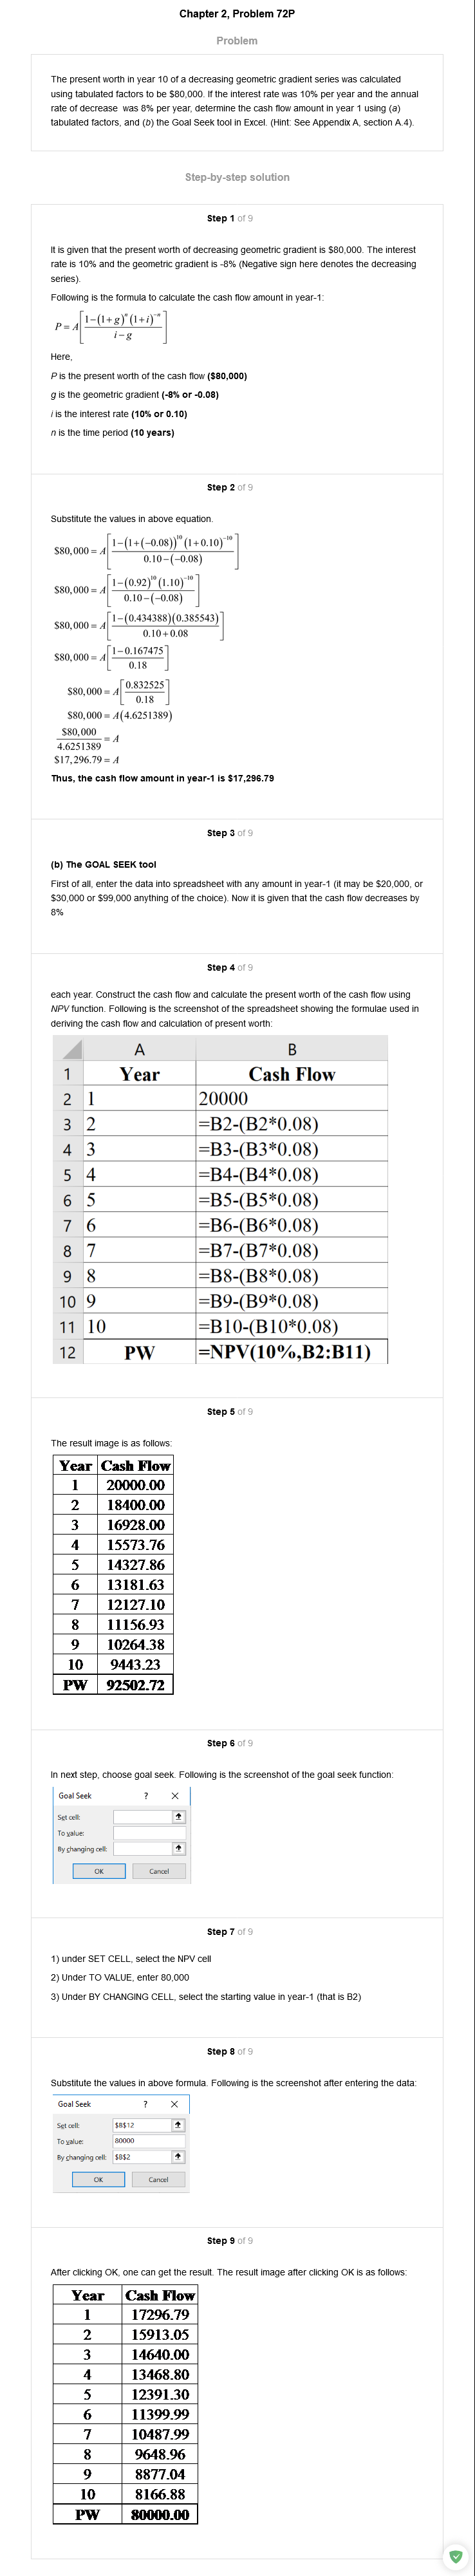 Chapter 2, Problem 72P
Problem
The present worth in year 10 of a decreasing geometric gradient series was calculated
using tabulated factors to be $80,000. If the interest rate was 10% per year and the annual
rate of decrease was 8% per year, determine the cash flow amount in year 1 using (a)
tabulated factors, and (b) the Goal Seek tool in Excel. (Hint: See Appendix A, section A.4).
Step-by-step solution
Step 1 of 9
It is given that the present worth of decreasing geometric gradient is $80,000. The interest
rate is 10% and the geometric gradient is -8% (Negative sign here denotes the decreasing
series).
Following is the formula to calculate the cash flow amount in year-1:
P = A[1−(1+g)^n (1+i)^−n / i−g]
Here,
P is the present worth of the cash flow ($80,000)
g is the geometric gradient (-8% or -0.08)
i is the interest rate (10% or 0.10)
n is the time period (10 years)
Step 2 of 9
Substitute the values in above equation.
$80,000 = A[1−(1+(−0.08))^10 (1+0.10)^−10 / 0.10−(−0.08)]
$80,000 = A[1−(0.92)^10 (1.10)^−10 / 0.10−(−0.08)]
$80,000 = A[1−(0.434388)(0.385543) / 0.10+0.08]
$80,000 = A[1−0.167475 / 0.18]
$80,000 = A[0.832525 / 0.18]
$80,000 = A(4.6251389)
$80,000 / 4.6251389 = A
$17,296.79 = A
Thus, the cash flow amount in year-1 is $17,296.79
Step 3 of 9
(b) The GOAL SEEK tool
First of all, enter the data into spreadsheet with any amount in year-1 (it may be $20,000, or
$30,000 or $99,000 anything of the choice). Now it is given that the cash flow decreases by
8%
Step 4 of 9
each year. Construct the cash flow and calculate the present worth of the cash flow using
NPV function. Following is the screenshot of the spreadsheet showing the formulae used in
deriving the cash flow and calculation of present worth:
A B
1 Year Cash Flow
2 1 20000
3 2 =B2-(B2*0.08)
4 3 =B3-(B3*0.08)
5 4 =B4-(B4*0.08)
6 5 =B5-(B5*0.08)
7 6 =B6-(B6*0.08)
8 7 =B7-(B7*0.08)
9 8 =B8-(B8*0.08)
10 9 =B9-(B9*0.08)
11 10 =B10-(B10*0.08)
12 PW =NPV(10%,B2:B11)
Step 5 of 9
The result image is as follows:
Year Cash Flow
1 20000.00
2 18400.00
3 16928.00
4 15573.76
5 14327.86
6 13181.63
7 12127.10
8 11156.93
9 10264.38
10 9443.23
PW 92502.72
Step 6 of 9
In next step, choose goal seek. Following is the screenshot of the goal seek function:
Goal Seek ? ×
Set cell:
To value:
By changing cell:
OK Cancel
Step 7 of 9
1) under SET CELL, select the NPV cell
2) Under TO VALUE, enter 80,000
3) Under BY CHANGING CELL, select the starting value in year-1 (that is B2)
Step 8 of 9
Substitute the values in above formula. Following is the screenshot after entering the data:
Goal Seek ? ×
Set cell: $B$12
To value: 80000
By changing cell: $B$2
OK Cancel
Step 9 of 9
After clicking OK, one can get the result. The result image after clicking OK is as follows:
Year Cash Flow
1 17296.79
2 15913.05
3 14640.00
4 13468.80
5 12391.30
6 11399.99
7 10487.99
8 9648.96
9 8877.04
10 8166.88
PW 80000.00